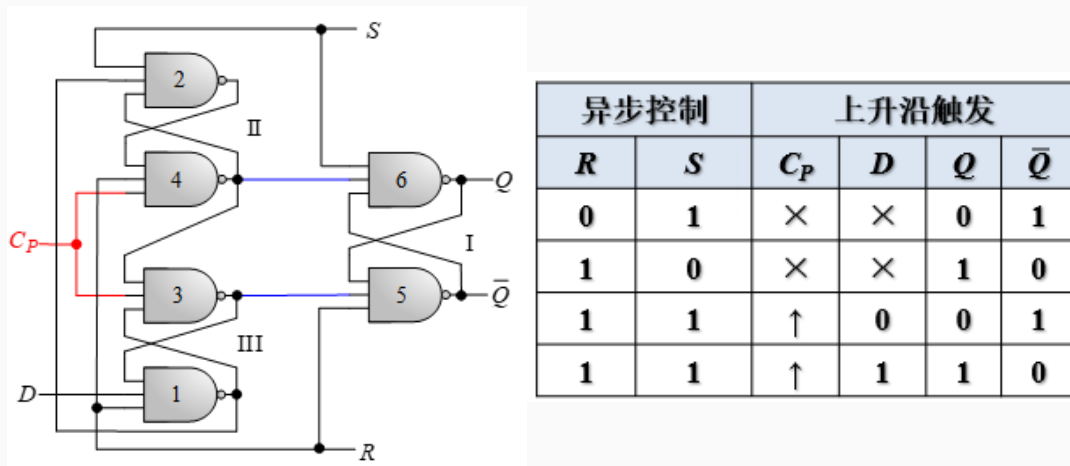 S
2
II
4
6
Q
C_P
I
3
5
Q̅
III
D
1
R
异步控制 上升沿触发
R S C_P D Q Q̅
0 1 × × 0 1
1 0 × × 1 0
1 1 ↑ 0 0 1
1 1 ↑ 1 1 0